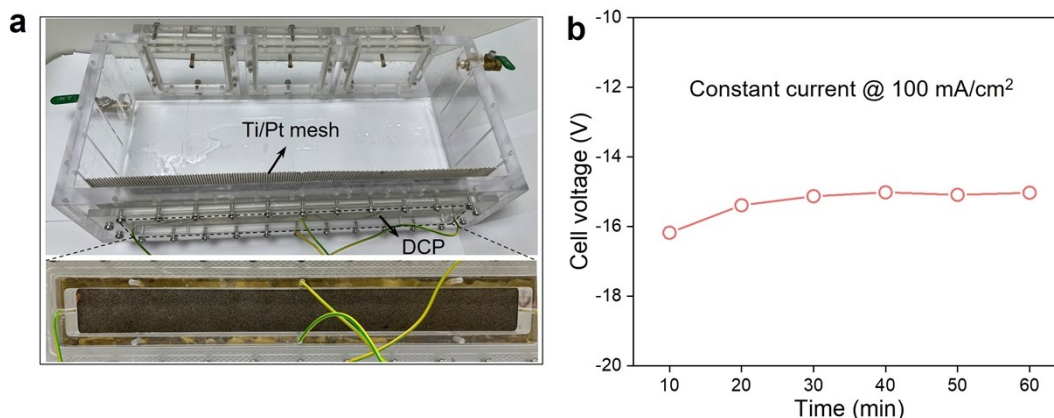 a
Ti/Pt mesh
DCP
b
Constant current @ 100 mA/cm²
Cell voltage (V)
-10
-12
-14
-16
-18
-20
10 20 30 40 50 60
Time (min)